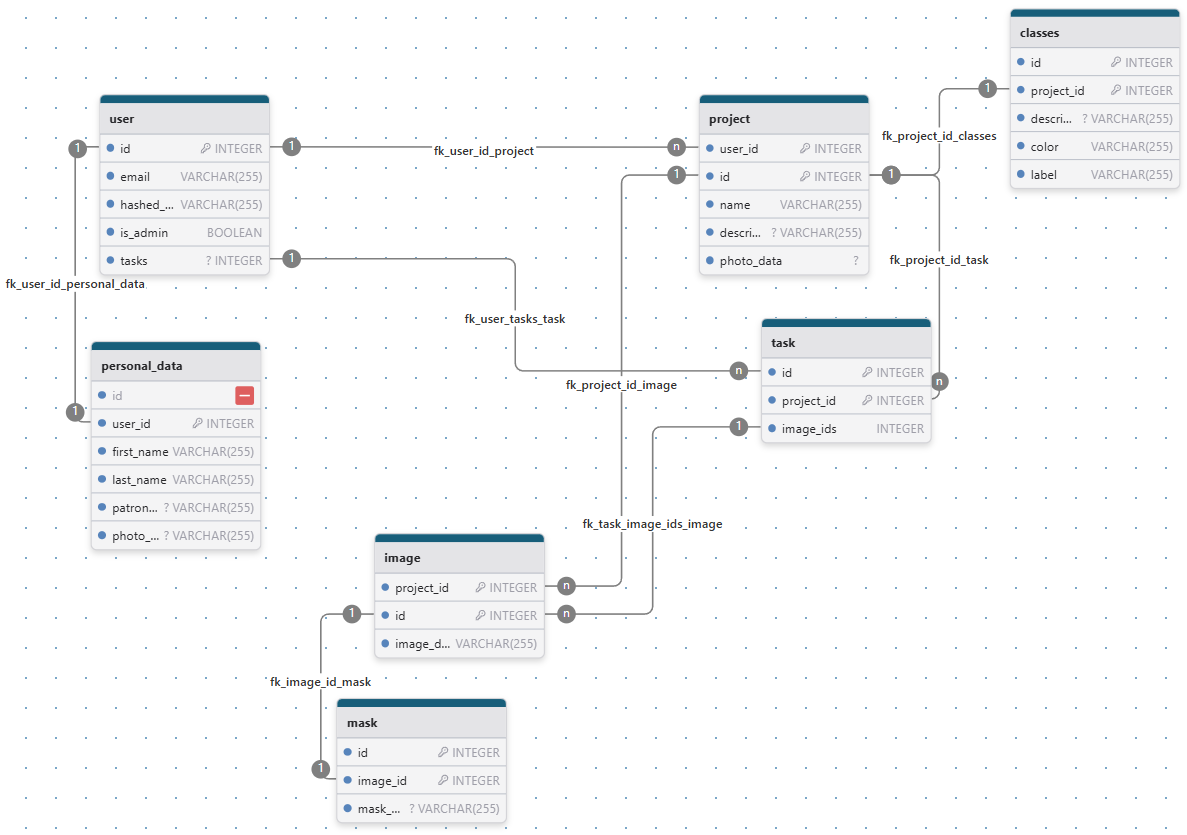 classes
id INTEGER
project_id INTEGER
descri... ? VARCHAR(255)
color VARCHAR(255)
label VARCHAR(255)
1
fk_project_id_classes
user
id INTEGER
email VARCHAR(255)
hashed_... VARCHAR(255)
is_admin BOOLEAN
tasks ? INTEGER
1
1
1
fk_user_id_project
n
project
user_id INTEGER
id INTEGER
name VARCHAR(255)
descri... ? VARCHAR(255)
photo_data ?
1
1
fk_project_id_task
fk_user_id_personal_data
fk_user_tasks_task
task
id INTEGER
project_id INTEGER
image_ids INTEGER
n
n
1
personal_data
id
user_id INTEGER
first_name VARCHAR(255)
last_name VARCHAR(255)
patron... ? VARCHAR(255)
photo_... ? VARCHAR(255)
1
fk_project_id_image
fk_task_image_ids_image
image
project_id INTEGER
id INTEGER
image_d... VARCHAR(255)
n
n
1
fk_image_id_mask
mask
id INTEGER
image_id INTEGER
mask_... ? VARCHAR(255)
1